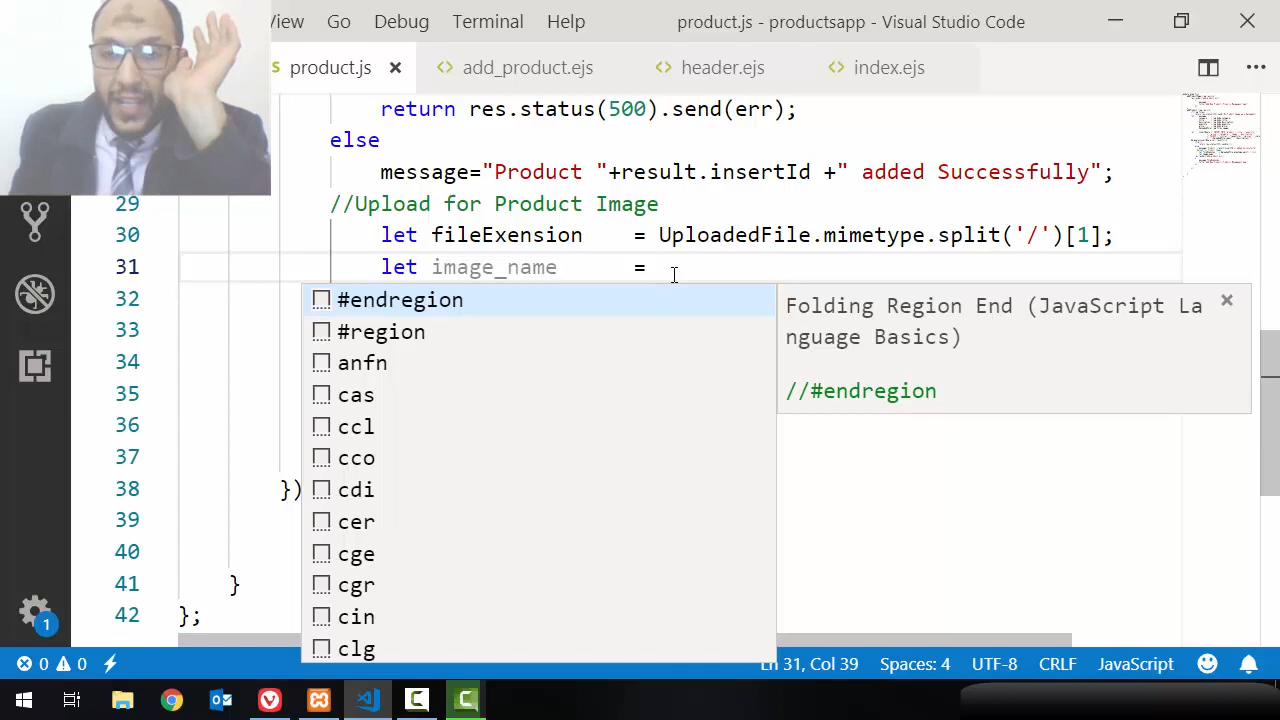 View Go Debug Terminal Help product.js - productsapp - Visual Studio Code
product.js add_product.ejs header.ejs index.ejs
return res.status(500).send(err);
else
message="Product "+result.insertId +" added Successfully";
29 //Upload for Product Image
30 let fileExension = UploadedFile.mimetype.split('/')[1];
31 let image_name =
32 #endregion
33 #region
34 anfn
35 cas
36 ccl
37 cco
38 }) cdi
39 cer
40 cge
41 } cgr
42 }; cin
clg
Folding Region End (JavaScript La
nguage Basics)
//#endregion
0 0 Ln 31, Col 39 Spaces: 4 UTF-8 CRLF JavaScript
1